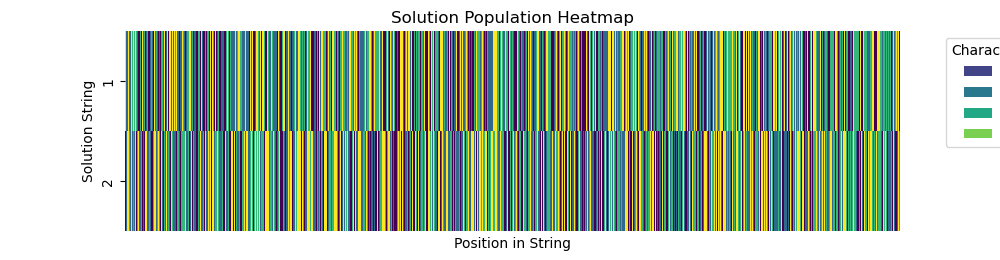 Solution Population Heatmap
Charac
Solution String
1
2
Position in String